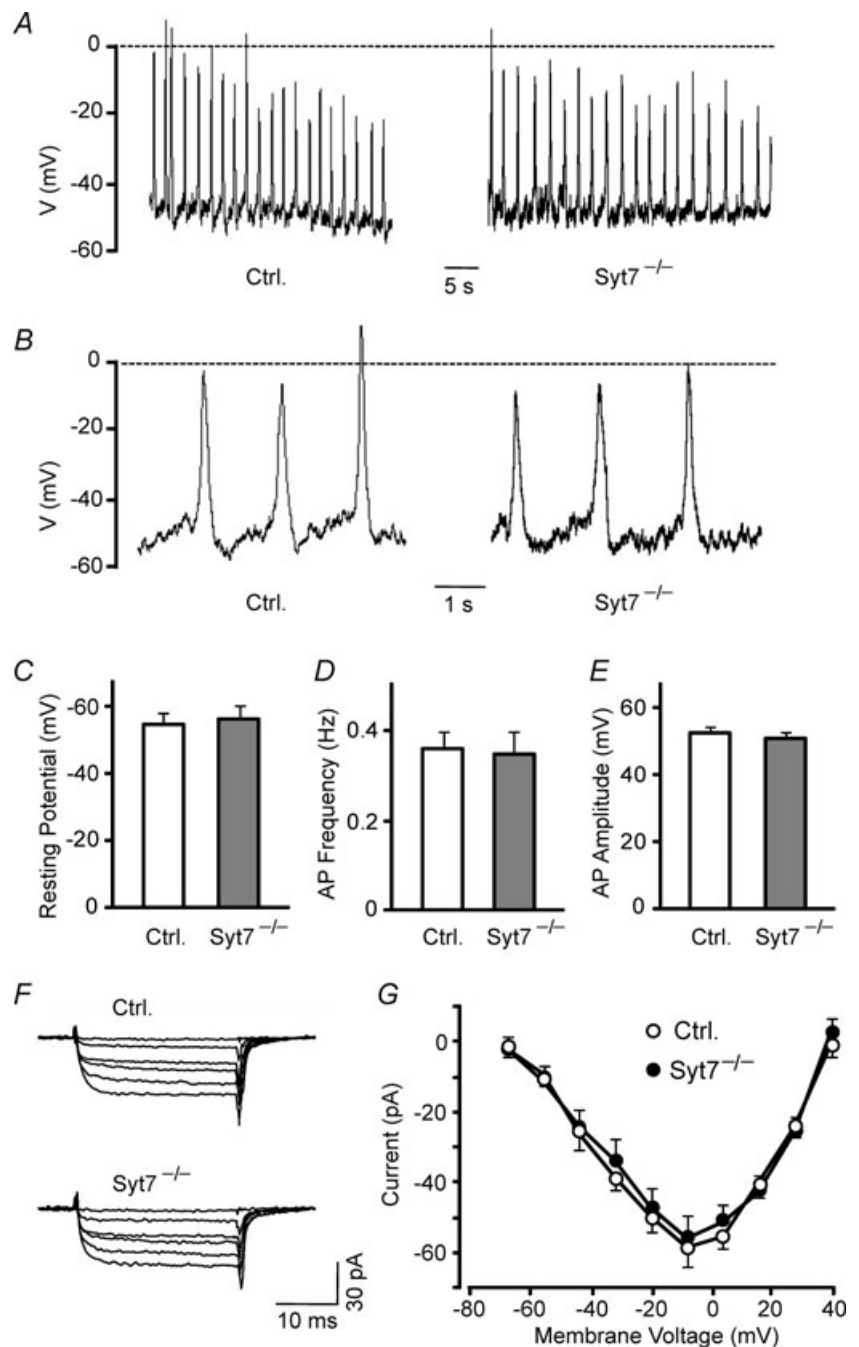 A
V (mV)
0
-20
-40
-60
Ctrl.
5 s
Syt7 –/–
B
V (mV)
0
-20
-40
-60
Ctrl.
1 s
Syt7 –/–
C
Resting Potential (mV)
-60
-40
-20
0
Ctrl.
Syt7 –/–
D
AP Frequency (Hz)
0.4
0.2
0
Ctrl.
Syt7 –/–
E
AP Amplitude (mV)
60
40
20
0
Ctrl.
Syt7 –/–
F
Ctrl.
Syt7 –/–
30 pA
10 ms
G
Ctrl.
Syt7 –/–
Current (pA)
0
-20
-40
-60
-80 -60 -40 -20 0 20 40
Membrane Voltage (mV)